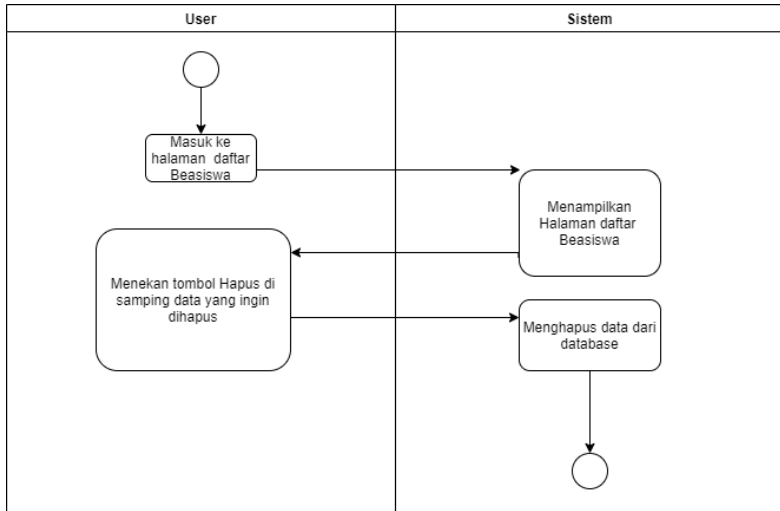 User
Sistem
Masuk ke
halaman daftar
Beasiswa
Menampilkan
Halaman daftar
Beasiswa
Menekan tombol Hapus di
samping data yang ingin
dihapus
Menghapus data dari
database